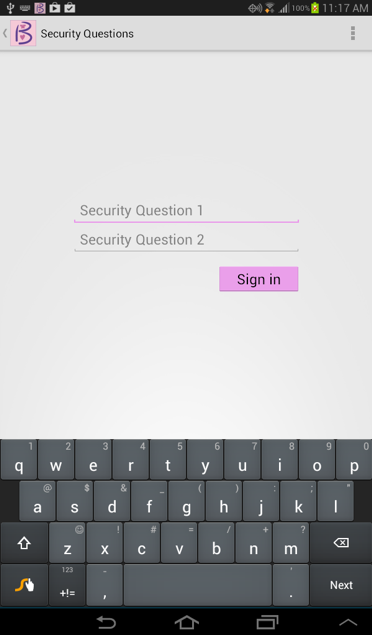 100% 11:17 AM
B Security Questions
Security Question 1
Security Question 2
Sign in
1 2 3 4 5 6 7 8 9 0
q w e r t y u i o p
@ $ & _ ( ) : ; "
a s d f g h j k l
! # = / + ?
z x c v b n m
123 - '
+!= , . Next